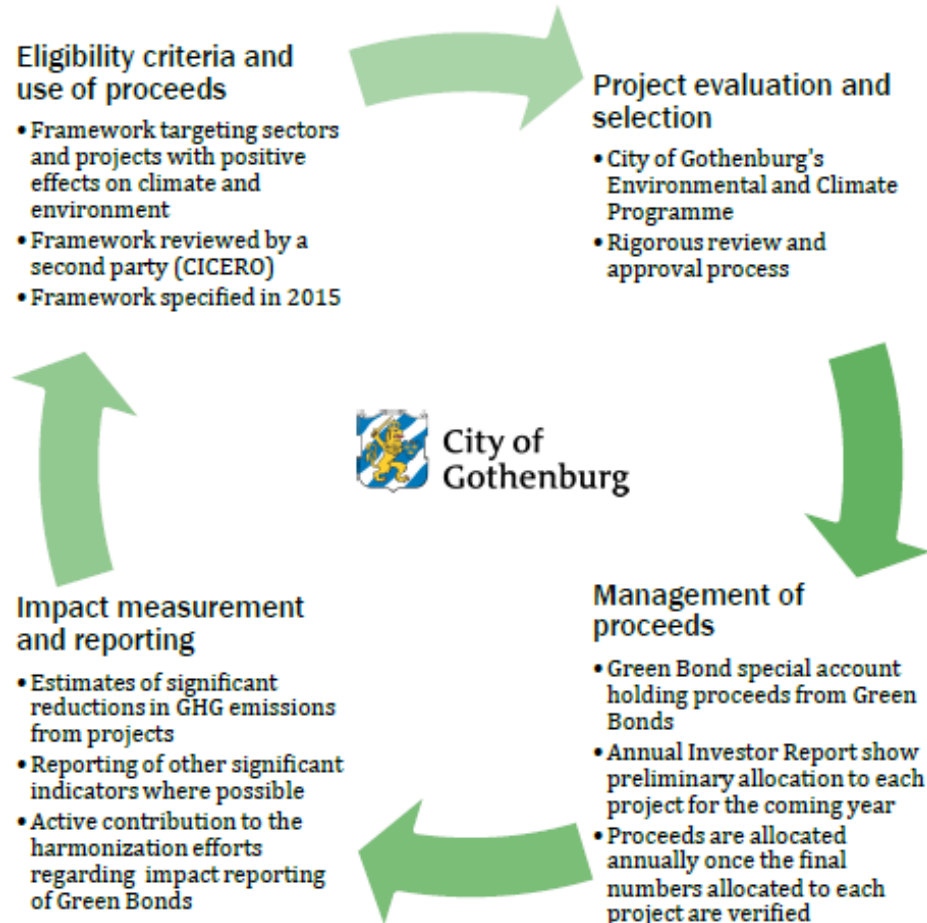 Eligibility criteria and
use of proceeds
• Framework targeting sectors
and projects with positive
effects on climate and
environment
• Framework reviewed by a
second party (CICERO)
• Framework specified in 2015
Project evaluation and
selection
• City of Gothenburg's
Environmental and Climate
Programme
• Rigorous review and
approval process
City of
Gothenburg
Management of
proceeds
• Green Bond special account
holding proceeds from Green
Bonds
• Annual Investor Report show
preliminary allocation to each
project for the coming year
• Proceeds are allocated
annually once the final
numbers allocated to each
project are verified
Impact measurement
and reporting
• Estimates of significant
reductions in GHG emissions
from projects
• Reporting of other significant
indicators where possible
• Active contribution to the
harmonization efforts
regarding impact reporting
of Green Bonds